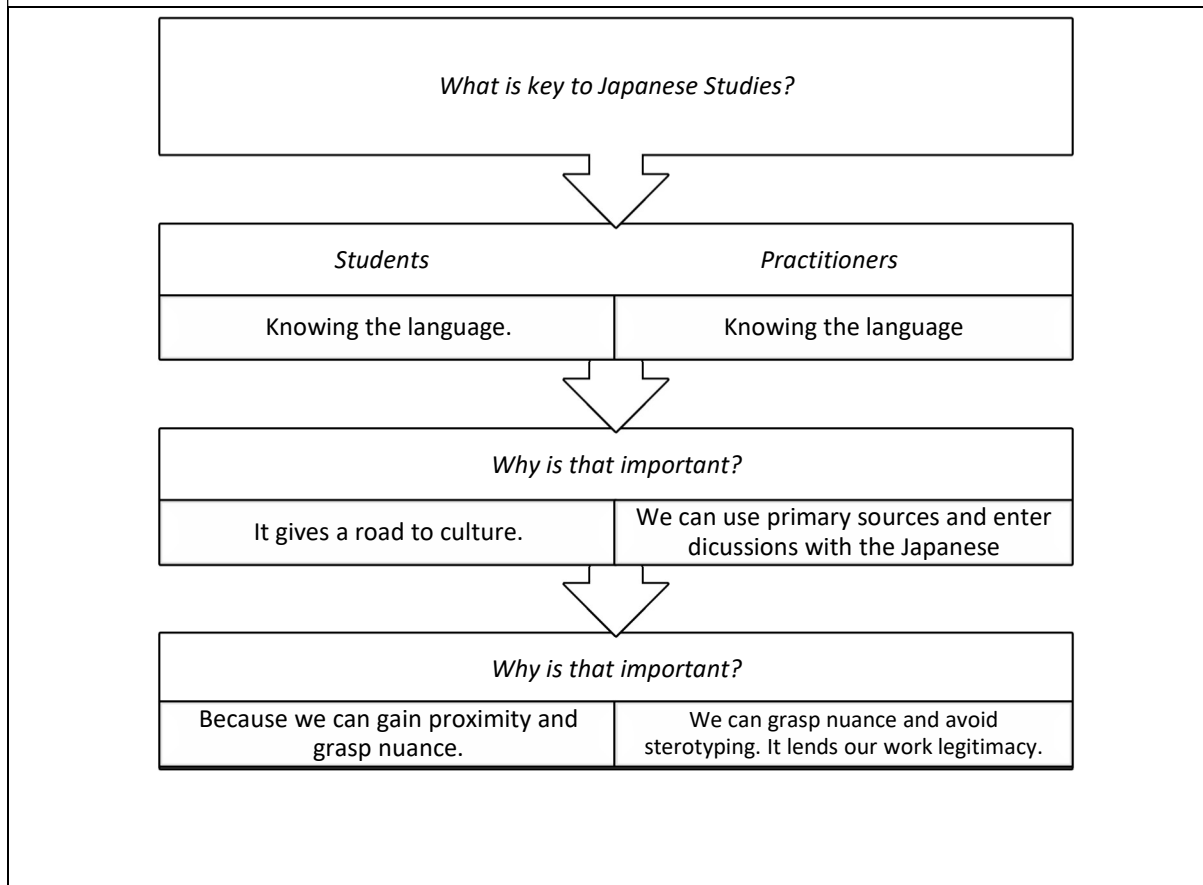 What is key to Japanese Studies?
Students
Practitioners
Knowing the language.
Knowing the language
Why is that important?
It gives a road to culture.
We can use primary sources and enter
dicussions with the Japanese
Why is that important?
Because we can gain proximity and
grasp nuance.
We can grasp nuance and avoid
sterotyping. It lends our work legitimacy.